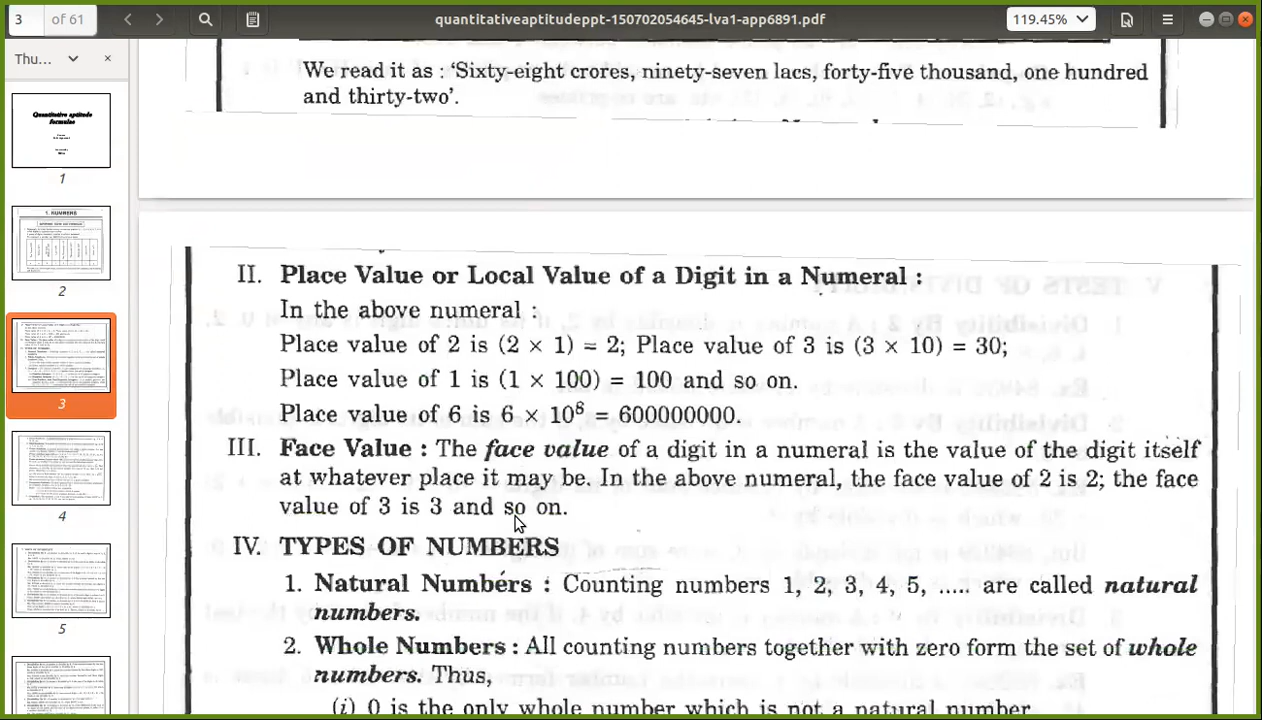 3
of 61
quantitativeaptitudeppt-150702054645-lva1-app6891.pdf
119.45%
Thu...
Quantitative aptitude
formulas
1
1. NUMBERS
2
3
4
5
We read it as : 'Sixty-eight crores, ninety-seven lacs, forty-five thousand, one hundred
and thirty-two'.
II. Place Value or Local Value of a Digit in a Numeral :
In the above numeral :
Place value of 2 is (2 × 1) = 2; Place value of 3 is (3 × 10) = 30;
Place value of 1 is (1 × 100) = 100 and so on.
Place value of 6 is 6 × 10⁸ = 600000000.
III. Face Value : The face value of a digit in a numeral is the value of the digit itself
at whatever place it may be. In the above numeral, the face value of 2 is 2; the face
value of 3 is 3 and so on.
IV. TYPES OF NUMBERS
1. Natural Numbers : Counting numbers 1, 2, 3, 4, 5, ..... are called natural
numbers.
2. Whole Numbers : All counting numbers together with zero form the set of whole
numbers. Thus,
(i) 0 is the only whole number which is not a natural number.